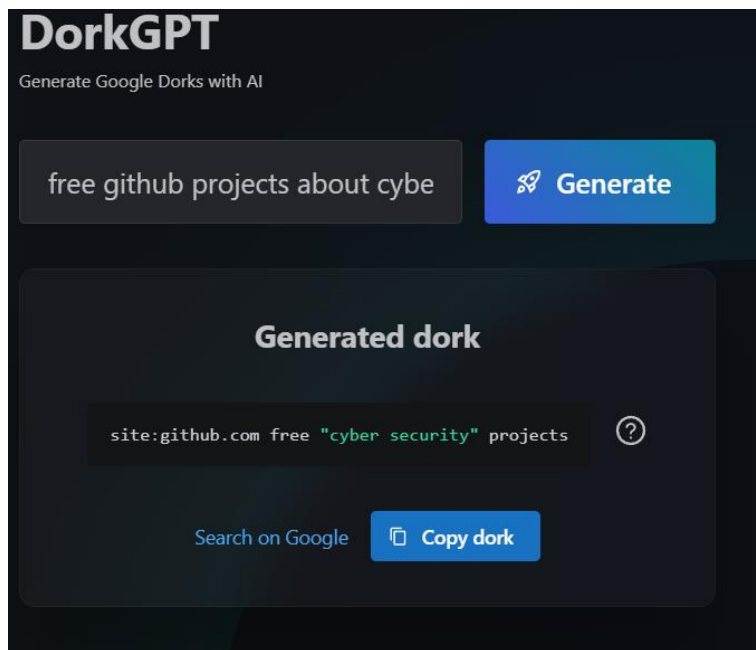 DorkGPT
Generate Google Dorks with AI
free github projects about cybe
Generate
Generated dork
site:github.com free "cyber security" projects
?
Search on Google
Copy dork